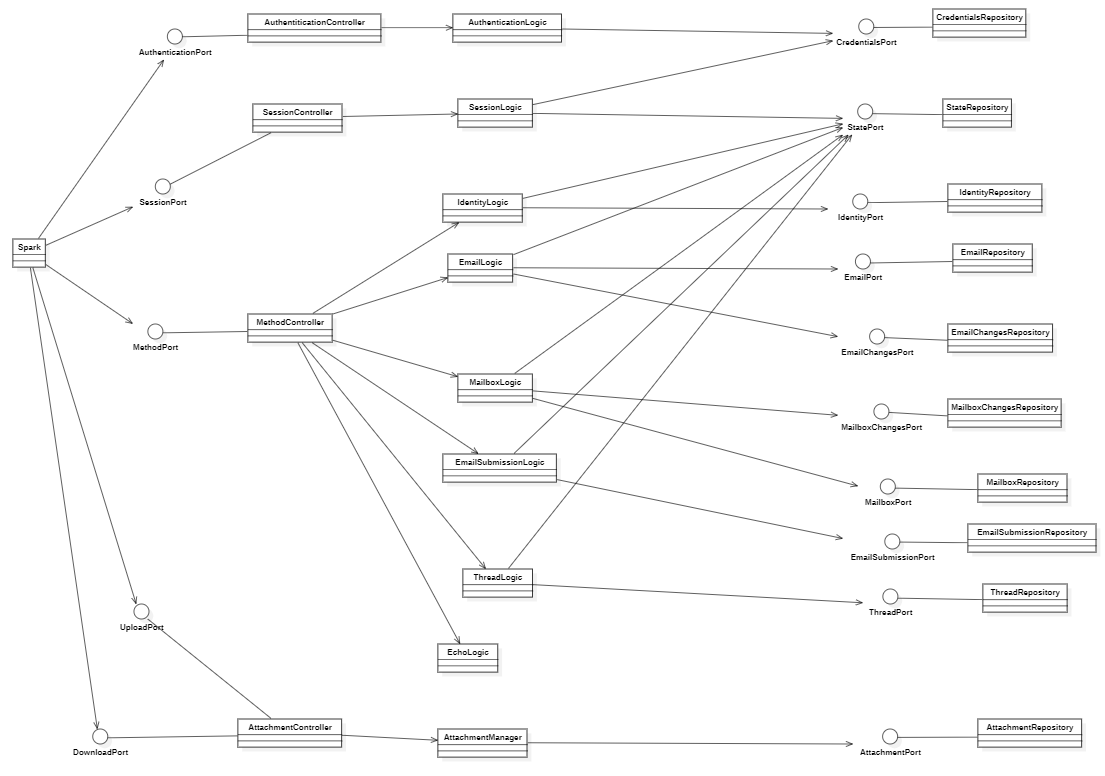 AuthentiticationController
AuthenticationLogic
CredentialsRepository
AuthenticationPort
CredentialsPort
SessionController
SessionLogic
StateRepository
StatePort
SessionPort
IdentityLogic
IdentityRepository
IdentityPort
Spark
EmailLogic
EmailRepository
EmailPort
MethodController
EmailChangesRepository
MethodPort
EmailChangesPort
MailboxLogic
MailboxChangesRepository
MailboxChangesPort
EmailSubmissionLogic
MailboxRepository
MailboxPort
EmailSubmissionRepository
EmailSubmissionPort
ThreadLogic
ThreadRepository
ThreadPort
UploadPort
EchoLogic
AttachmentController
AttachmentManager
AttachmentRepository
DownloadPort
AttachmentPort